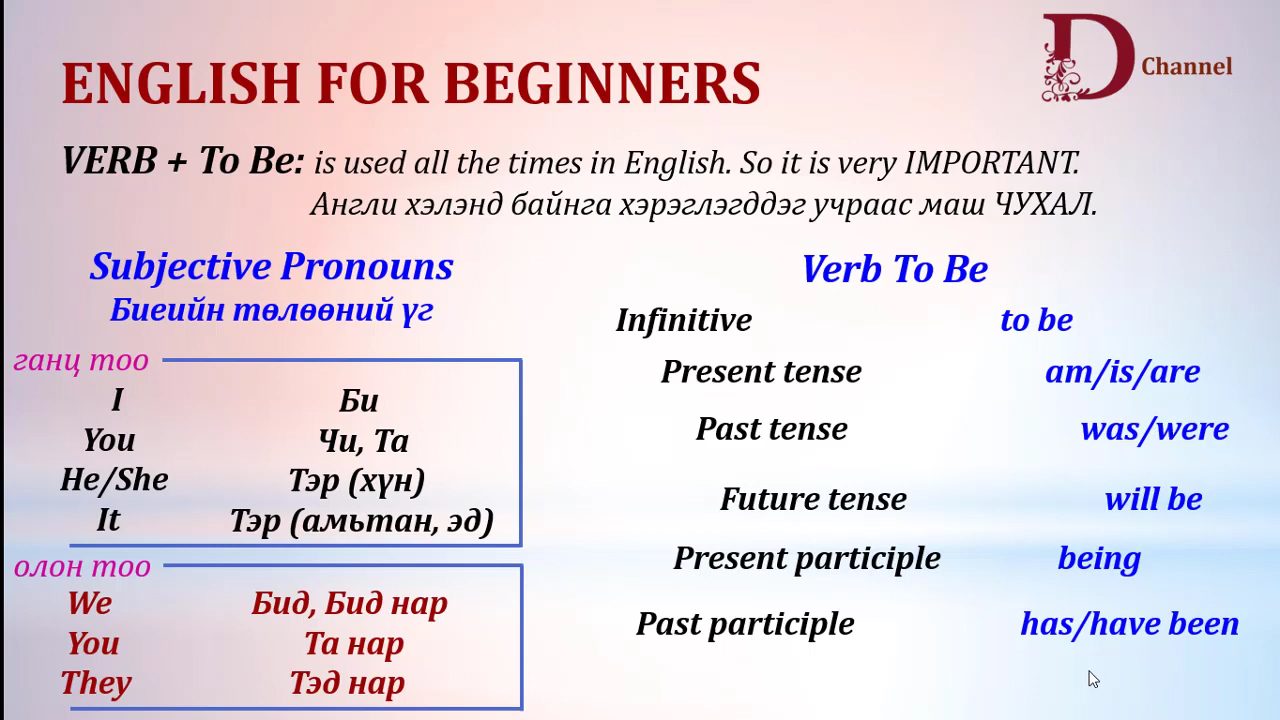 D Channel
ENGLISH FOR BEGINNERS
VERB + To Be: is used all the times in English. So it is very IMPORTANT.
Англи хэлэнд байнга хэрэглэгддэг учраас маш ЧУХАЛ.
Subjective Pronouns
Биеийн төлөөний үг
ганц тоо
I Би
You Чи, Та
He/She Тэр (хүн)
It Тэр (амьтан, эд)
олон тоо
We Бид, Бид нар
You Та нар
They Тэд нар
Verb To Be
Infinitive to be
Present tense am/is/are
Past tense was/were
Future tense will be
Present participle being
Past participle has/have been